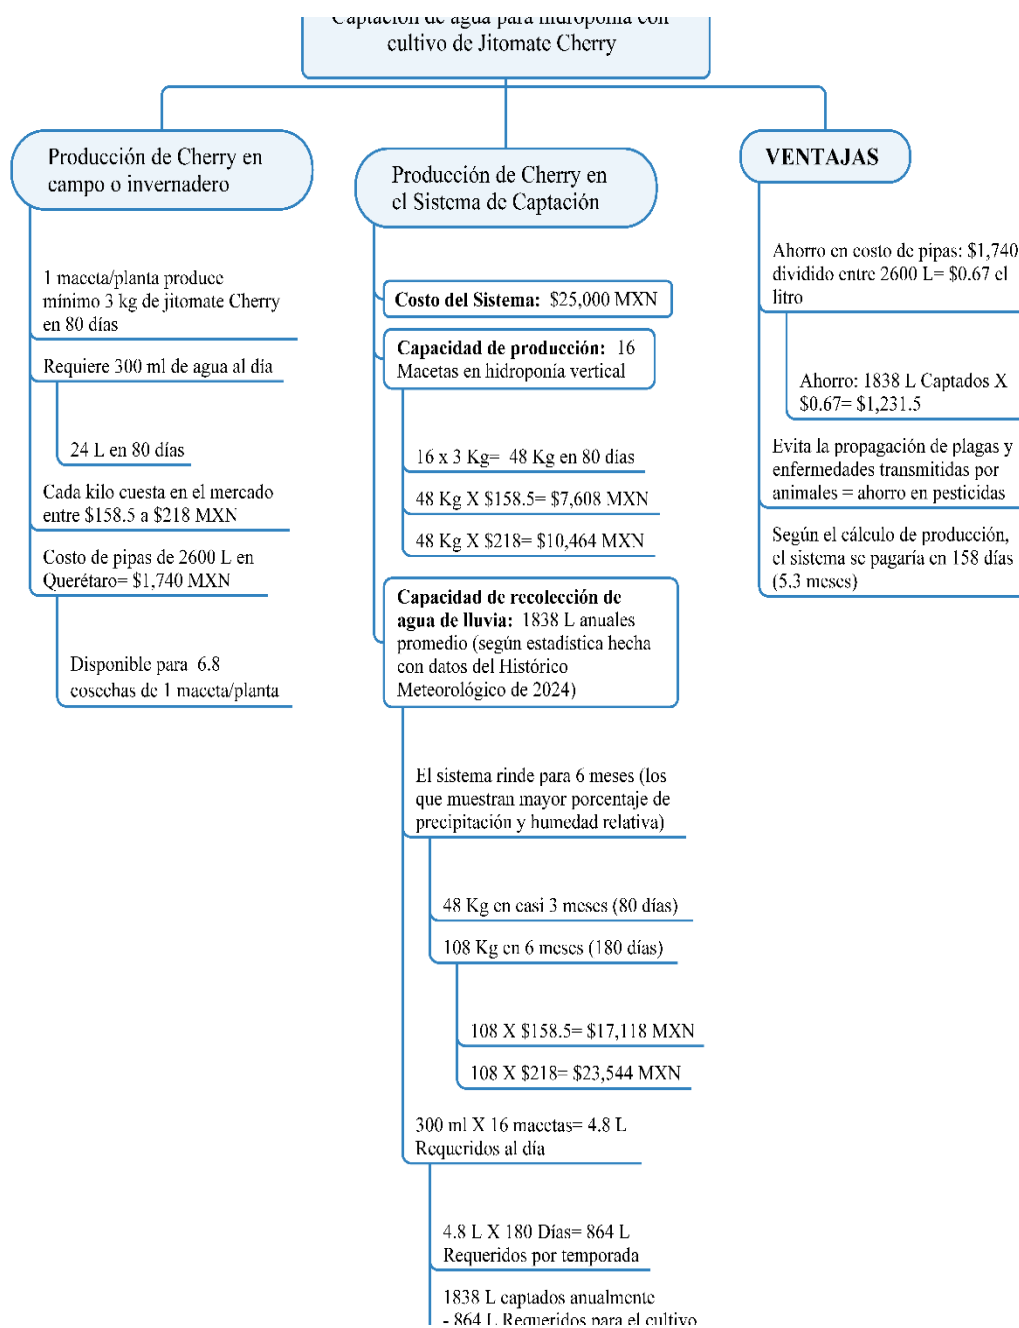 Captación de agua para hidroponía con
cultivo de Jitomate Cherry
Producción de Cherry en
campo o invernadero
1 maceta/planta produce
mínimo 3 kg de jitomate Cherry
en 80 días
Requiere 300 ml de agua al día
24 L en 80 días
Cada kilo cuesta en el mercado
entre $158.5 a $218 MXN
Costo de pipas de 2600 L en
Querétaro= $1,740 MXN
Disponible para 6.8
cosechas de 1 maceta/planta
Producción de Cherry en
el Sistema de Captación
Costo del Sistema: $25,000 MXN
Capacidad de producción: 16
Macetas en hidroponía vertical
16 x 3 Kg= 48 Kg en 80 días
48 Kg X $158.5= $7,608 MXN
48 Kg X $218= $10,464 MXN
Capacidad de recolección de
agua de lluvia: 1838 L anuales
promedio (según estadística hecha
con datos del Histórico
Meteorológico de 2024)
El sistema rinde para 6 meses (los
que muestran mayor porcentaje de
precipitación y humedad relativa)
48 Kg en casi 3 meses (80 días)
108 Kg en 6 meses (180 días)
108 X $158.5= $17,118 MXN
108 X $218= $23,544 MXN
300 ml X 16 macetas= 4.8 L
Requeridos al día
4.8 L X 180 Días= 864 L
Requeridos por temporada
1838 L captados anualmente
- 864 L Requeridos para el cultivo
VENTAJAS
Ahorro en costo de pipas: $1,740
dividido entre 2600 L= $0.67 el
litro
Ahorro: 1838 L Captados X
$0.67= $1,231.5
Evita la propagación de plagas y
enfermedades transmitidas por
animales = ahorro en pesticidas
Según el cálculo de producción,
el sistema se pagaría en 158 días
(5.3 meses)